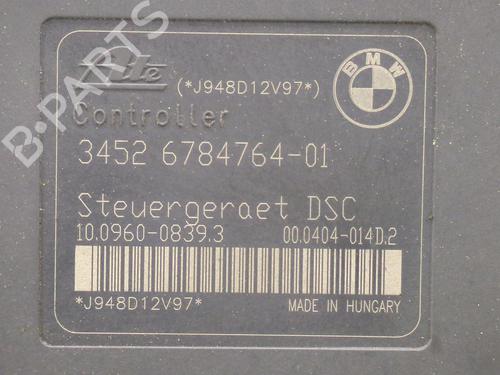 Ate
(*J948D12V97*)
BMW
Controller
3452 6784764-01
Steuergeraet DSC
10.0960-0839.3 00.0404-014D.2
*J948D12V97*
MADE IN HUNGARY
B-PARTS